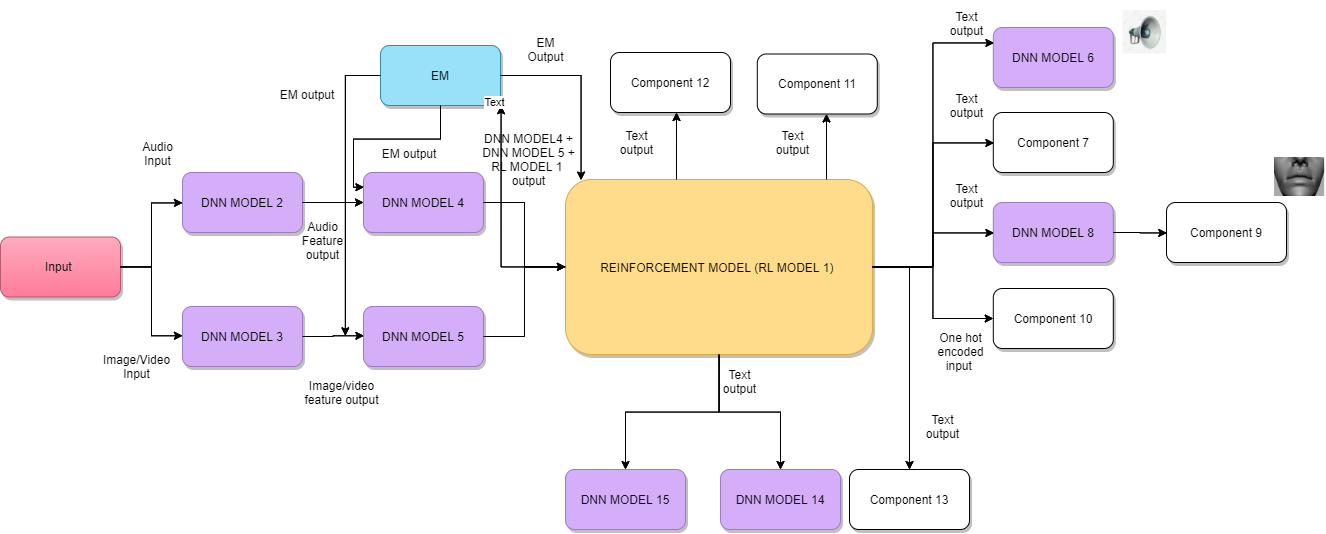 Text
output
DNN MODEL 6
EM
Output
EM
Component 12
Component 11
EM output
Text
Text
output
DNN MODEL4 +
DNN MODEL 5 +
RL MODEL 1
output
Text
output
Text
output
Component 7
Audio
Input
EM output
DNN MODEL 2
DNN MODEL 4
Text
output
DNN MODEL 8
Component 9
Audio
Feature
output
Input
REINFORCEMENT MODEL (RL MODEL 1)
DNN MODEL 3
DNN MODEL 5
Component 10
Image/Video
Input
One hot
encoded
input
Image/video
feature output
Text
output
Text
output
DNN MODEL 15
DNN MODEL 14
Component 13